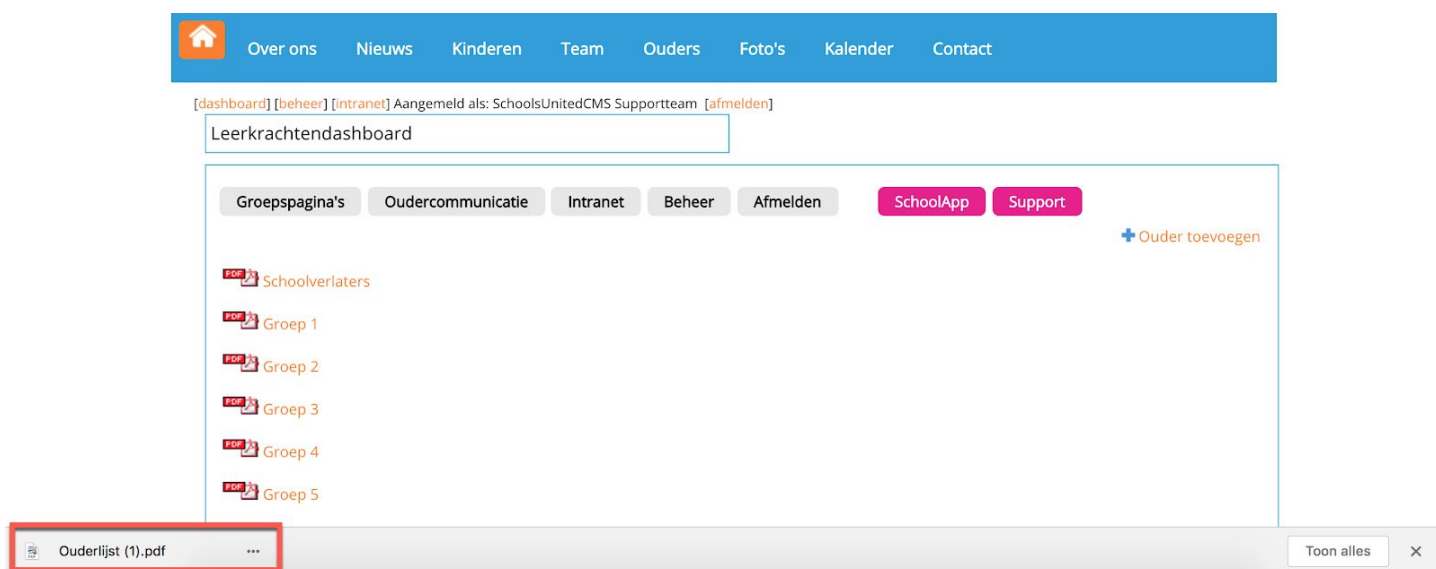 Over ons Nieuws Kinderen Team Ouders Foto's Kalender Contact
[dashboard] [beheer] [intranet] Aangemeld als: SchoolsUnitedCMS Supportteam [afmelden]
Leerkrachtendashboard
Groepspagina's Oudercommunicatie Intranet Beheer Afmelden SchoolApp Support
Ouder toevoegen
PDF Schoolverlaters
PDF Groep 1
PDF Groep 2
PDF Groep 3
PDF Groep 4
PDF Groep 5
Ouderlijst (1).pdf ... Toon alles